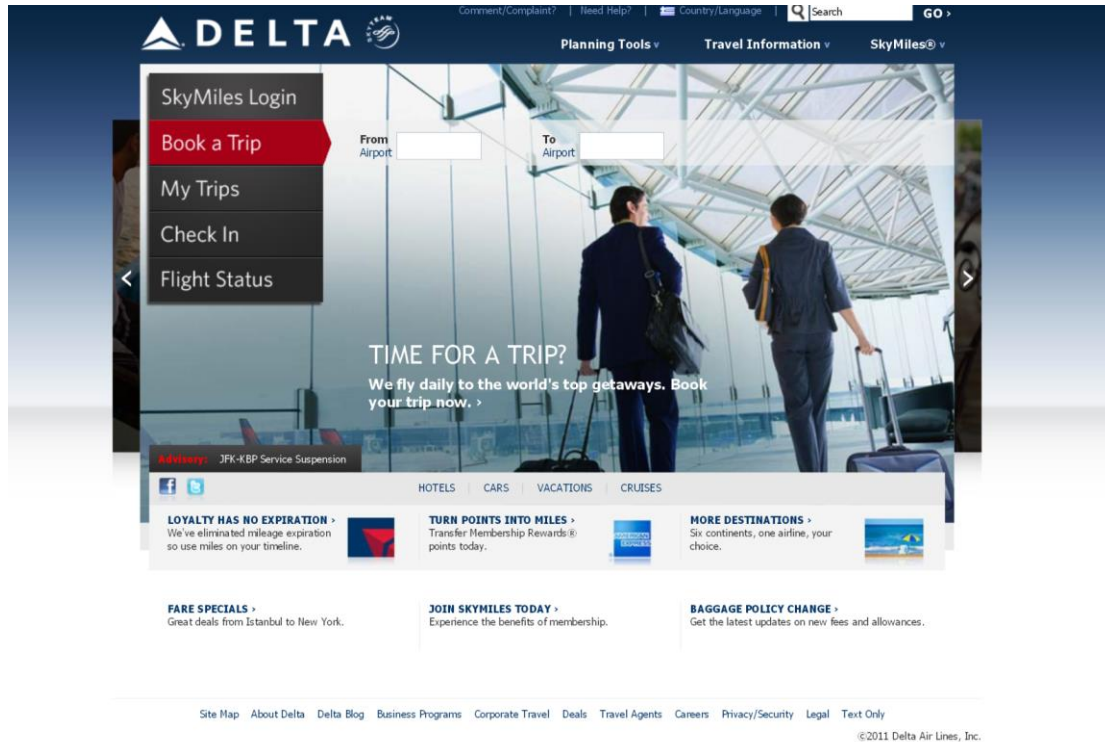 Comment/Complaint? | Need Help? | Country/Language | Search GO ›
DELTA
SKYTEAM
Planning Tools v Travel Information v SkyMiles® v
SkyMiles Login
Book a Trip
From
Airport
To
Airport
My Trips
Check In
Flight Status
TIME FOR A TRIP?
We fly daily to the world's top getaways. Book
your trip now. ›
Advisory: JFK-KBP Service Suspension
HOTELS | CARS | VACATIONS | CRUISES
LOYALTY HAS NO EXPIRATION ›
We've eliminated mileage expiration
so use miles on your timeline.
TURN POINTS INTO MILES ›
Transfer Membership Rewards®
points today.
AMERICAN
EXPRESS
MORE DESTINATIONS ›
Six continents, one airline, your
choice.
FARE SPECIALS ›
Great deals from Istanbul to New York.
JOIN SKYMILES TODAY ›
Experience the benefits of membership.
BAGGAGE POLICY CHANGE ›
Get the latest updates on new fees and allowances.
Site Map About Delta Delta Blog Business Programs Corporate Travel Deals Travel Agents Careers Privacy/Security Legal Text Only
©2011 Delta Air Lines, Inc.